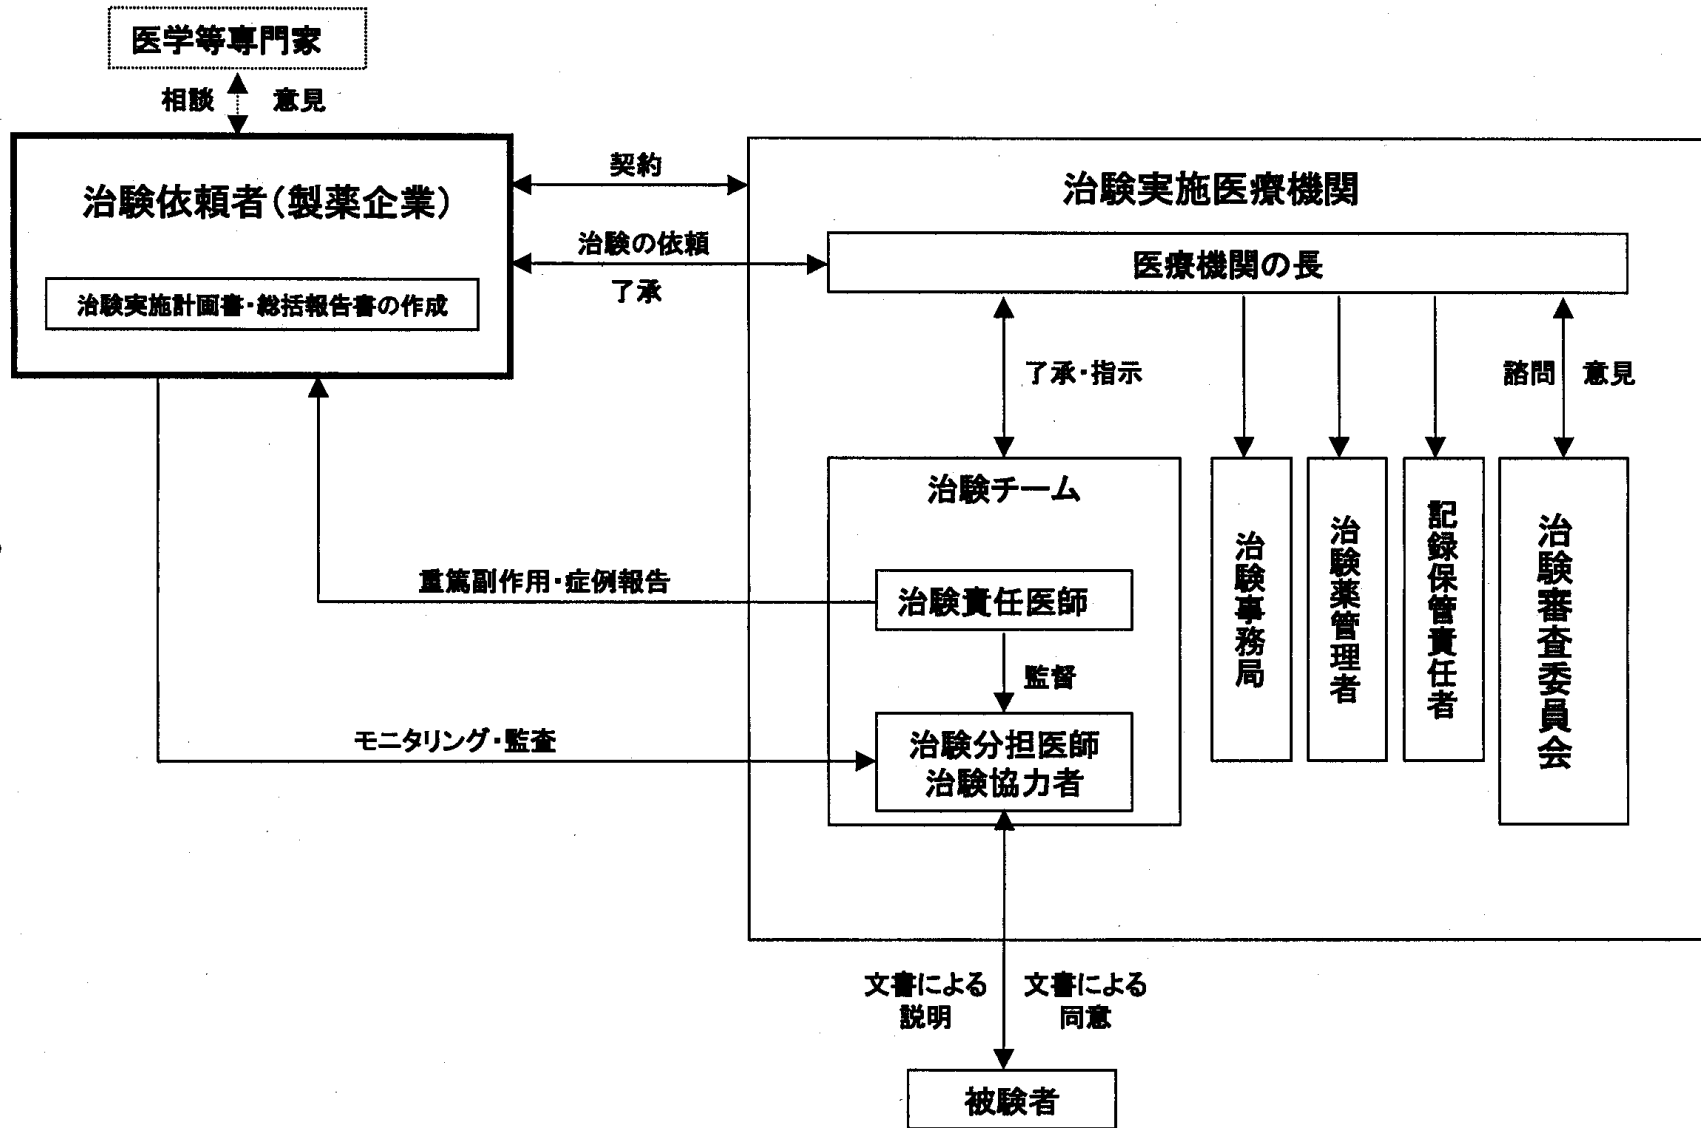 医学等専門家
相談 意見
治験依頼者(製薬企業)
治験実施計画書・総括報告書の作成
契約
治験の依頼
了承
治験実施医療機関
医療機関の長
了承・指示
諮問 意見
治験チーム
治験責任医師
監督
治験分担医師
治験協力者
治験事務局
治験薬管理者
記録保管責任者
治験審査委員会
重篤副作用・症例報告
モニタリング・監査
文書による
説明
文書による
同意
被験者